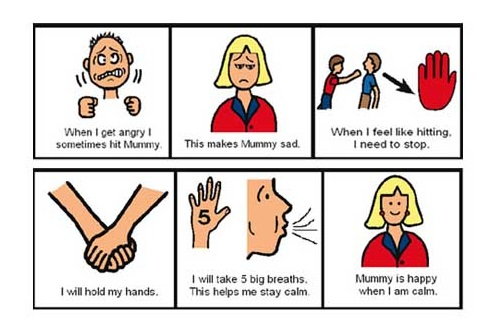 When I get angry I
sometimes hit Mummy.
This makes Mummy sad.
When I feel like hitting,
I need to stop.
I will hold my hands.
5
I will take 5 big breaths.
This helps me stay calm.
Mummy is happy
when I am calm.